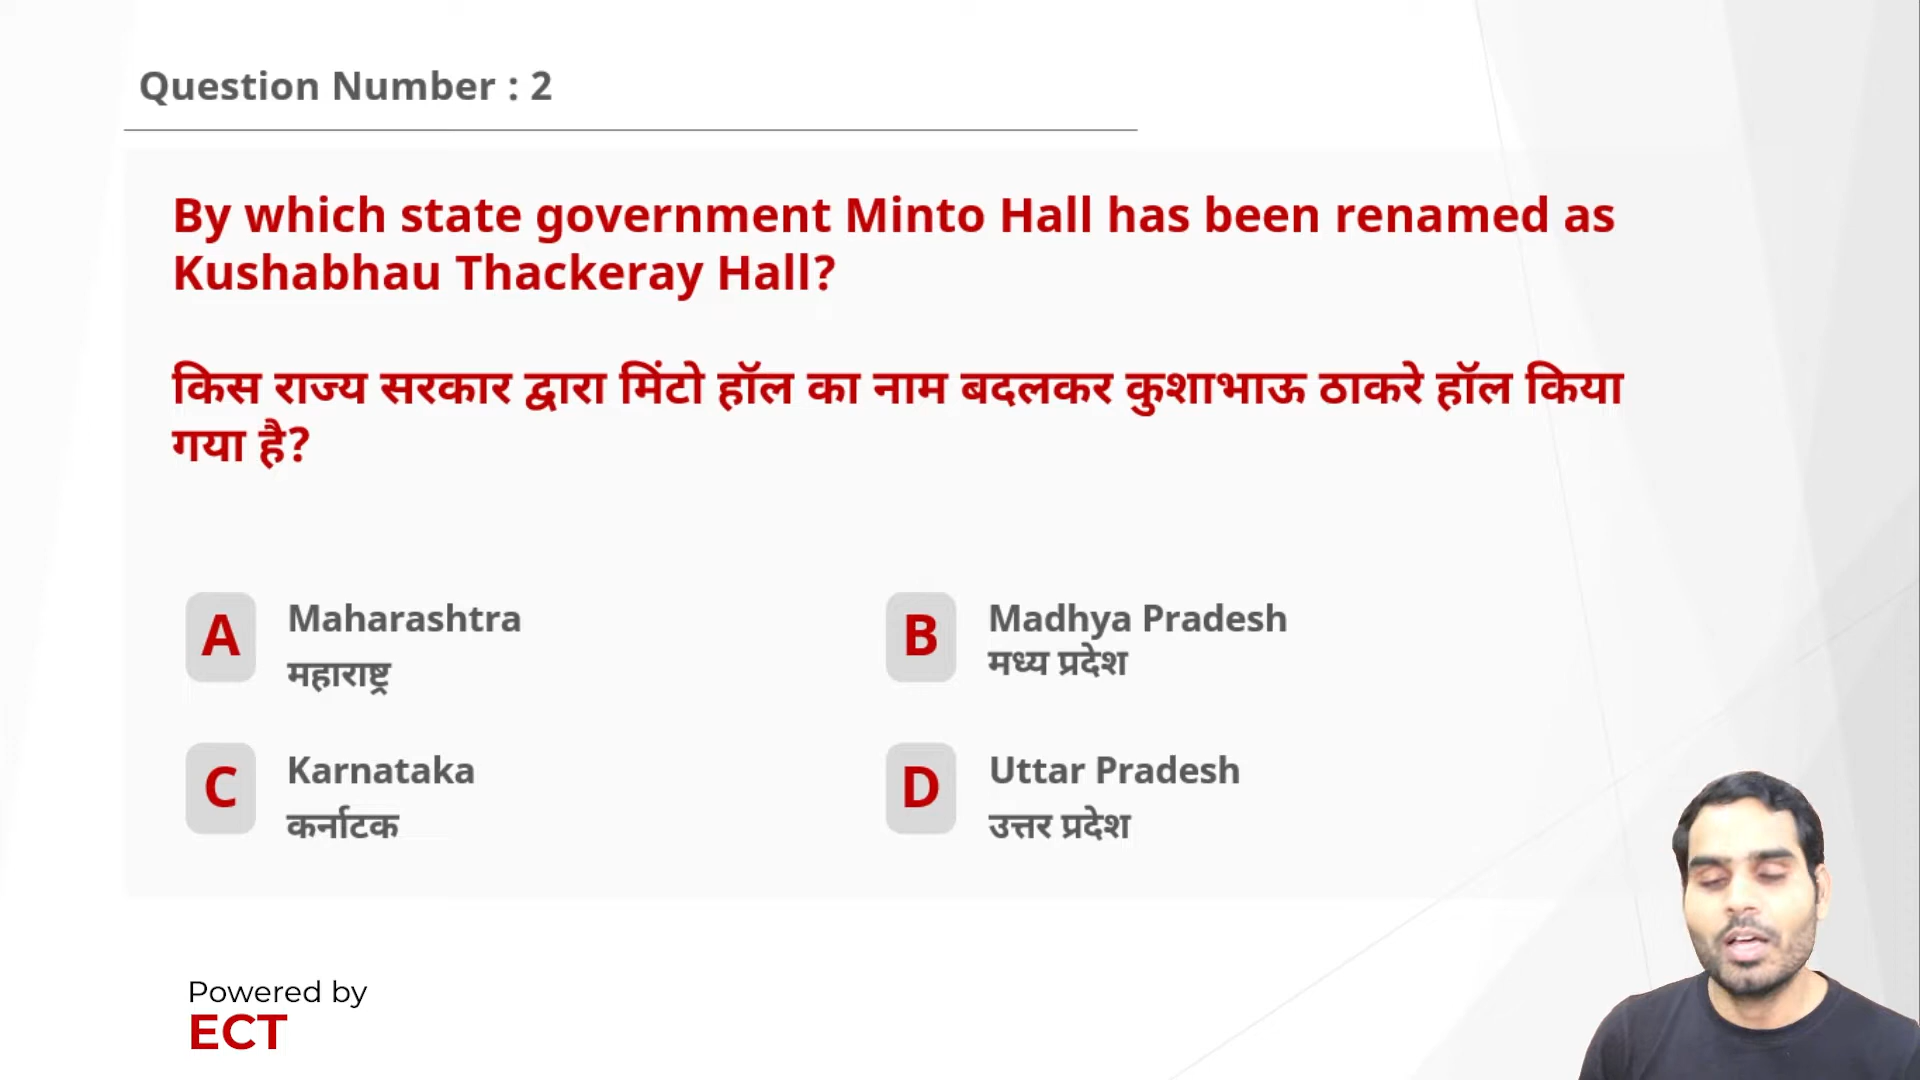 Question Number : 2
By which state government Minto Hall has been renamed as
Kushabhau Thackeray Hall?
किस राज्य सरकार द्वारा मिंटो हॉल का नाम बदलकर कुशाभाऊ ठाकरे हॉल किया
गया है?
A Maharashtra
महाराष्ट्र
B Madhya Pradesh
मध्य प्रदेश
C Karnataka
कर्नाटक
D Uttar Pradesh
उत्तर प्रदेश
Powered by
ECT